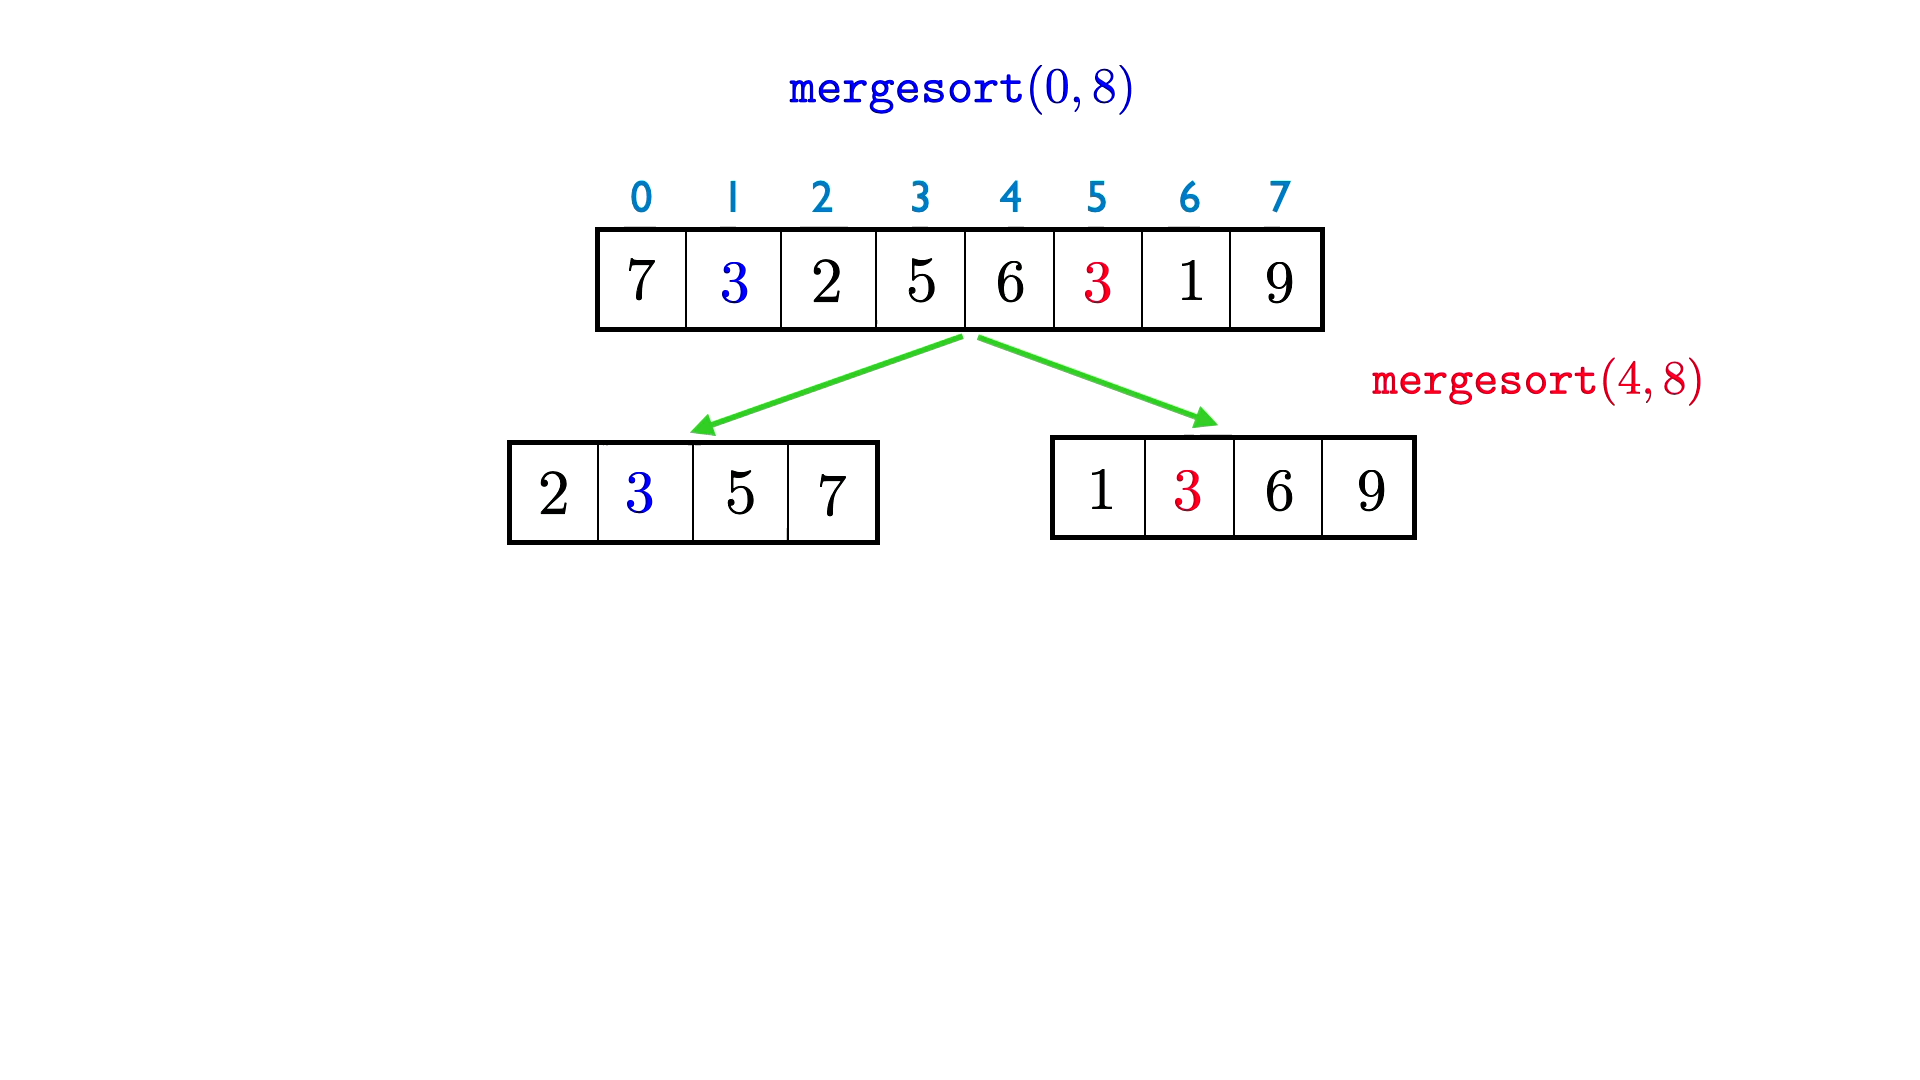 mergesort(0, 8)
0 1 2 3 4 5 6 7
7 3 2 5 6 3 1 9
mergesort(4, 8)
2 3 5 7
1 3 6 9